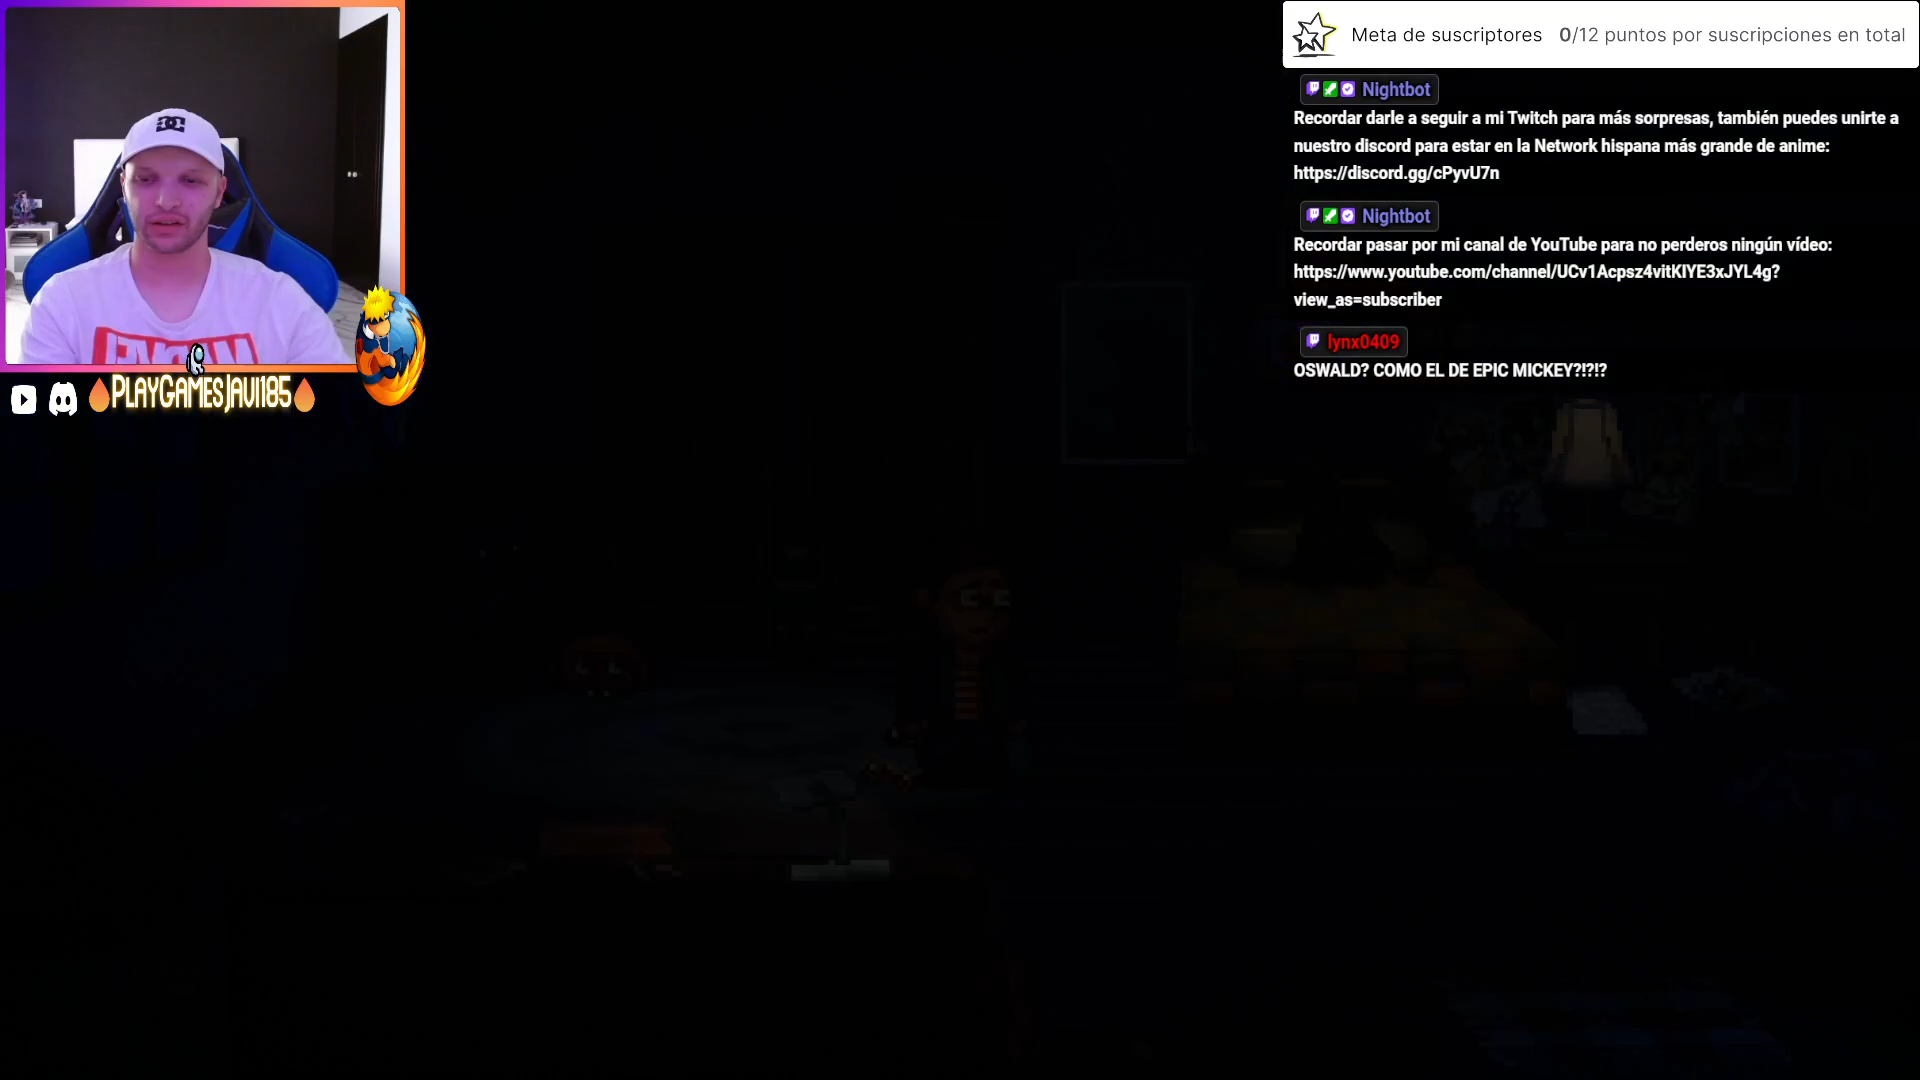 Meta de suscriptores 0/12 puntos por suscripciones en total
Nightbot
Recordar darle a seguir a mi Twitch para más sorpresas, también puedes unirte a
nuestro discord para estar en la Network hispana más grande de anime:
https://discord.gg/cPyvU7n
Nightbot
Recordar pasar por mi canal de YouTube para no perderos ningún vídeo:
https://www.youtube.com/channel/UCv1Acpsz4vitKIYE3xJYL4g?
view_as=subscriber
lynx0409
OSWALD? COMO EL DE EPIC MICKEY?!?!?
PLAYGAMESJAVI185